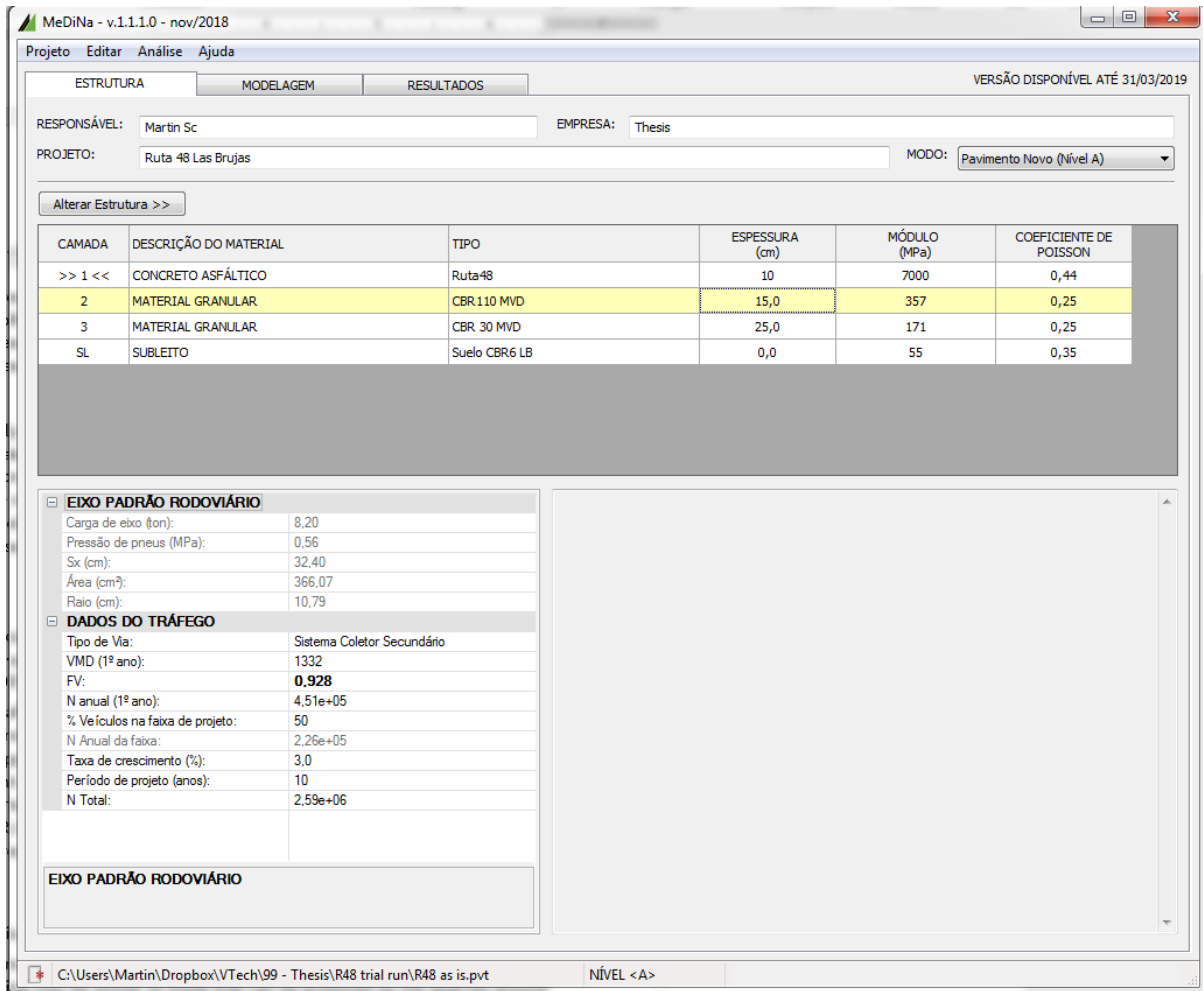 MeDiNa - v.1.1.1.0 - nov/2018
Projeto Editar Análise Ajuda
ESTRUTURA MODELAGEM RESULTADOS VERSÃO DISPONÍVEL ATÉ 31/03/2019
RESPONSÁVEL: Martin Sc EMPRESA: Thesis
PROJETO: Ruta 48 Las Brujas MODO: Pavimento Novo (Nível A)
Alterar Estrutura >>
CAMADA DESCRIÇÃO DO MATERIAL TIPO ESPESSURA (cm) MÓDULO (MPa) COEFICIENTE DE POISSON
>> 1 << CONCRETO ASFÁLTICO Ruta48 10 7000 0,44
2 MATERIAL GRANULAR CBR110 MVD 15,0 357 0,25
3 MATERIAL GRANULAR CBR 30 MVD 25,0 171 0,25
SL SUBLEITO Suelo CBR6 LB 0,0 55 0,35
EIXO PADRÃO RODOVIÁRIO
Carga de eixo (ton): 8,20
Pressão de pneus (MPa): 0,56
Sx (cm): 32,40
Área (cm²): 366,07
Raio (cm): 10,79
DADOS DO TRÁFEGO
Tipo de Via: Sistema Coletor Secundário
VMD (1º ano): 1332
FV: 0,928
N anual (1º ano): 4,51e+05
% Veículos na faixa de projeto: 50
N Anual da faixa: 2,26e+05
Taxa de crescimento (%): 3,0
Período de projeto (anos): 10
N Total: 2,59e+06
EIXO PADRÃO RODOVIÁRIO
C:\Users\Martin\Dropbox\VTech\99 - Thesis\R48 trial run\R48 as is.pvt NÍVEL <A>